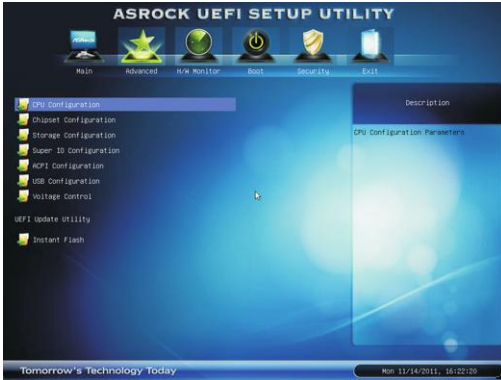 ASROCK UEFI SETUP UTILITY
Main Advanced H/W Monitor Boot Security Exit
CPU Configuration
Chipset Configuration
Storage Configuration
Super IO Configuration
ACPI Configuration
USB Configuration
Voltage Control
UEFI Update Utility
Instant Flash
Description
CPU Configuration Parameters
Tomorrow's Technology Today
Mon 11/14/2011, 16:22:20